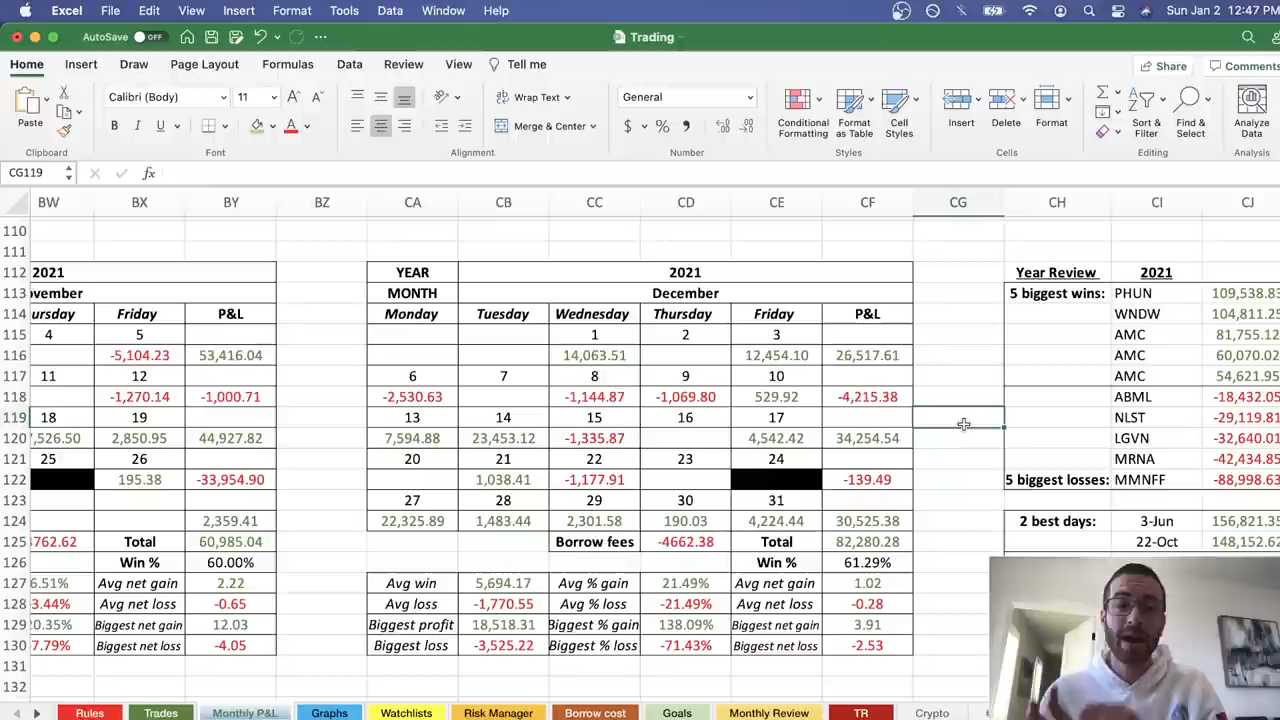 Excel File Edit View Insert Format Tools Data Window Help Sun Jan 2 12:47 PM
AutoSave OFF Trading
Home Insert Draw Page Layout Formulas Data Review View Tell me Share Comments
Calibri (Body) 11 Wrap Text General
Paste B I U Merge & Center $ % Conditional Formatting Format as Table Cell Styles Insert Delete Format Sort & Filter Find & Select Analyze Data
Clipboard Font Alignment Number Styles Cells Editing Analysis
CG119 fx
BW BX BY BZ CA CB CC CD CE CF CG CH CI CJ
110
111
112 2021 YEAR 2021 Year Review 2021
113 ovember MONTH December 5 biggest wins: PHUN 109,538.83
114 ursday Friday P&L Monday Tuesday Wednesday Thursday Friday P&L WNDW 104,811.25
115 4 5 1 2 3 AMC 81,755.12
116 -5,104.23 53,416.04 14,063.51 12,454.10 26,517.61 AMC 60,070.02
117 11 12 6 7 8 9 10 AMC 54,621.95
118 -1,270.14 -1,000.71 -2,530.63 -1,144.87 -1,069.80 529.92 -4,215.38 ABML -18,432.05
119 18 19 13 14 15 16 17 NLST -29,119.81
120 7,526.50 2,850.95 44,927.82 7,594.88 23,453.12 -1,335.87 4,542.42 34,254.54 LGVN -32,640.01
121 25 26 20 21 22 23 24 MRNA -42,434.85
122 195.38 -33,954.90 1,038.41 -1,177.91 -139.49 5 biggest losses: MMNFF -88,998.63
123 27 28 29 30 31
124 2,359.41 22,325.89 1,483.44 2,301.58 190.03 4,224.44 30,525.38 2 best days: 3-Jun 156,821.35
125 4762.62 Total 60,985.04 Borrow fees -4662.38 Total 82,280.28 22-Oct 148,152.62
126 Win % 60.00% Win % 61.29%
127 6.51% Avg net gain 2.22 Avg win 5,694.17 Avg % gain 21.49% Avg net gain 1.02
128 3.44% Avg net loss -0.65 Avg loss -1,770.55 Avg % loss -21.49% Avg net loss -0.28
129 0.35% Biggest net gain 12.03 Biggest profit 18,518.31 Biggest % gain 138.09% Biggest net gain 3.91
130 7.79% Biggest net loss -4.05 Biggest loss -3,525.22 Biggest % loss -71.43% Biggest net loss -2.53
131
132
Rules Trades Monthly P&L Graphs Watchlists Risk Manager Borrow cost Goals Monthly Review TR Crypto